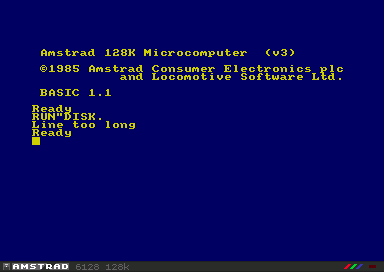 Amstrad 128K Microcomputer (v3)
©1985 Amstrad Consumer Electronics plc
and Locomotive Software Ltd.
BASIC 1.1
Ready
RUN"DISK.
Line too long
Ready
AMSTRAD 6128 128k